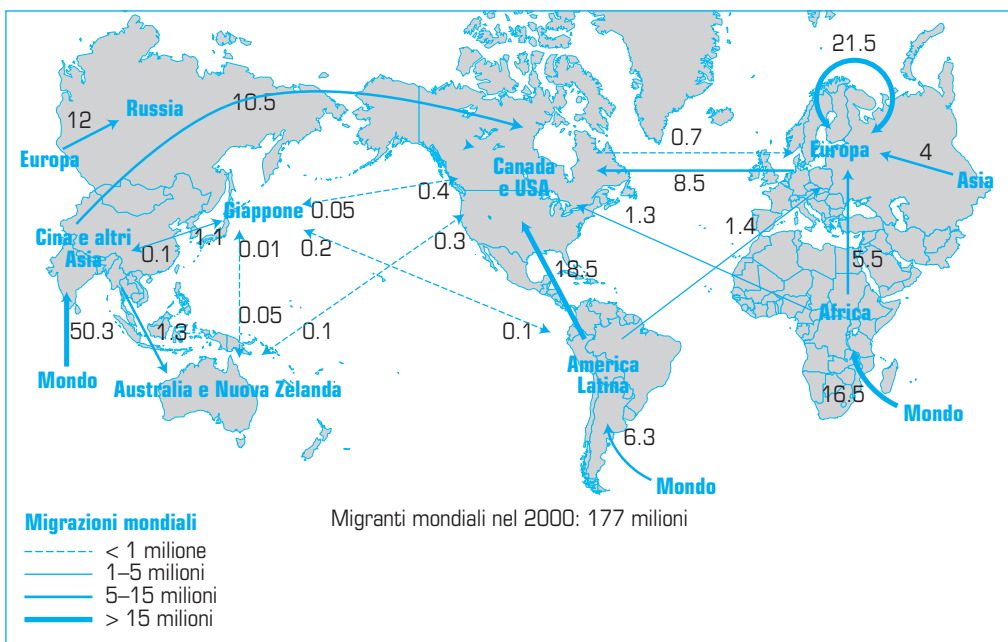 21.5
10.5
12
Russia
0.7
Europa
Europa
4
Canada
e USA
8.5
Asia
0.4
Giappone
0.05
1.3
1.4
Cina e altri
Asia
0.1
1.1
0.01
0.2
0.3
18.5
5.5
Africa
50.3
1.3
0.05
0.1
0.1
Mondo
Australia e Nuova Zelanda
America
Latina
16.5
Mondo
6.3
Mondo
Migrazioni mondiali
Migranti mondiali nel 2000: 177 milioni
< 1 milione
1–5 milioni
5–15 milioni
> 15 milioni